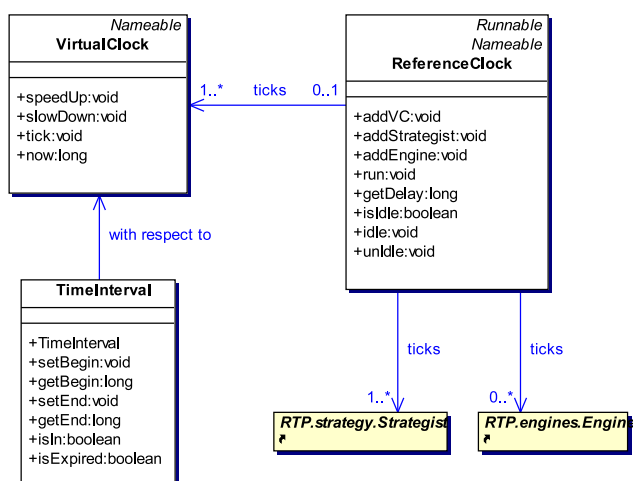 Nameable
VirtualClock
+speedUp:void
+slowDown:void
+tick:void
+now:long
Runnable
Nameable
ReferenceClock
+addVC:void
+addStrategist:void
+addEngine:void
+run:void
+getDelay:long
+isIdle:boolean
+idle:void
+unIdle:void
1..* ticks 0..1
with respect to
TimeInterval
+TimeInterval
+setBegin:void
+getBegin:long
+setEnd:void
+getEnd:long
+isIn:boolean
+isExpired:boolean
ticks
1..*
ticks
0..*
RTP.strategy.Strategist
RTP.engines.Engine